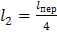 l₂ = lпер/4